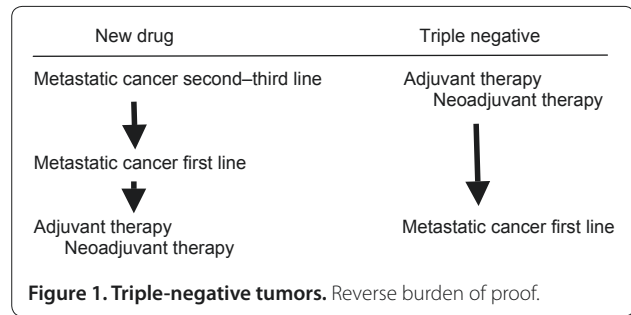 New drug
Triple negative
Metastatic cancer second–third line
Metastatic cancer first line
Adjuvant therapy
Neoadjuvant therapy
Adjuvant therapy
Neoadjuvant therapy
Metastatic cancer first line
Figure 1. Triple-negative tumors. Reverse burden of proof.